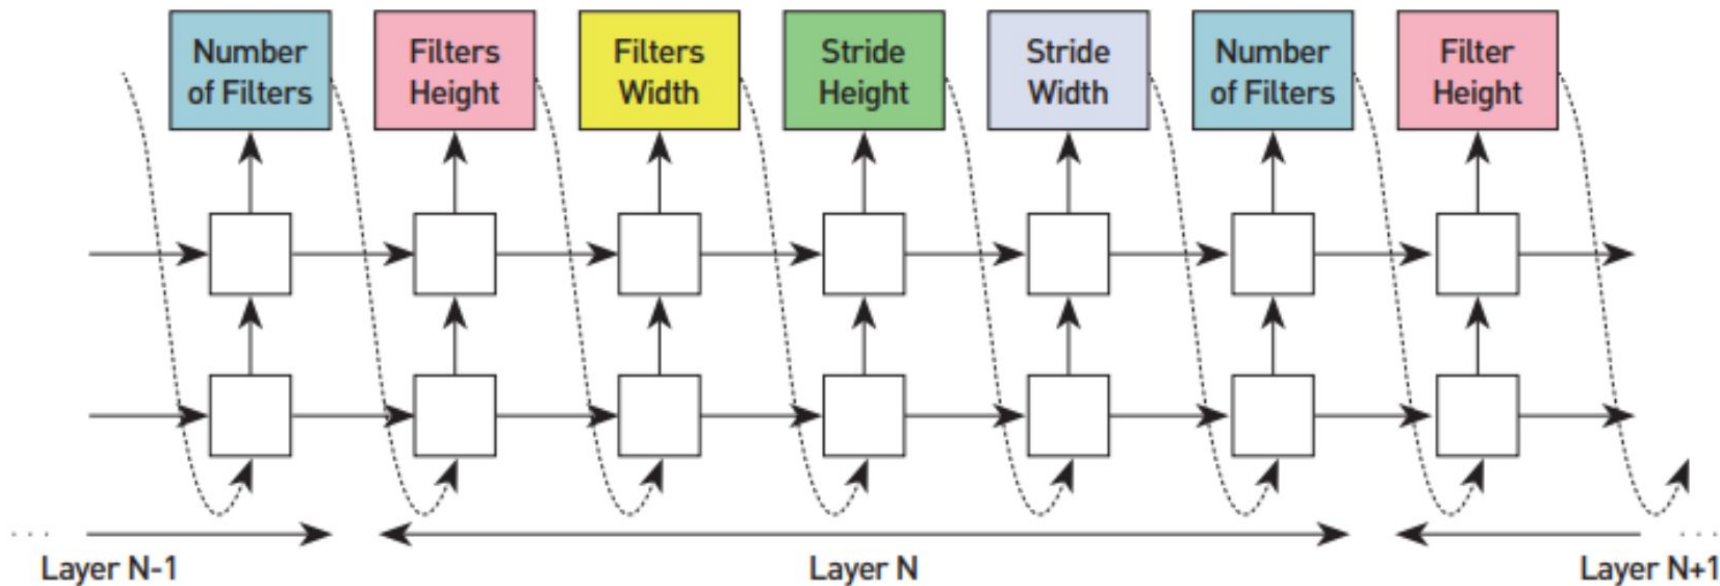 Number
of Filters
Filters
Height
Filters
Width
Stride
Height
Stride
Width
Number
of Filters
Filter
Height
. . .
. . .
Layer N-1
Layer N
Layer N+1